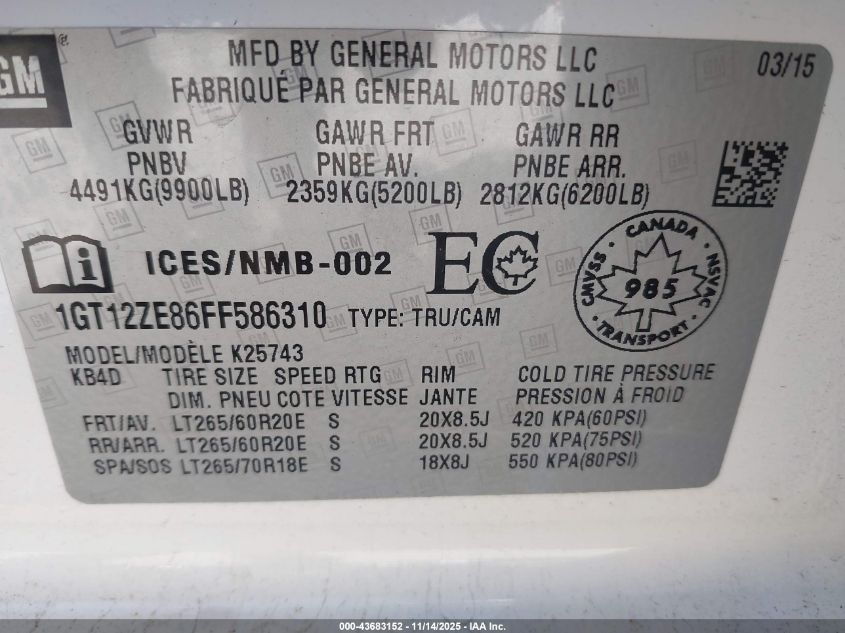 GM
MFD BY GENERAL MOTORS LLC 03/15
FABRIQUÉ PAR GENERAL MOTORS LLC
GVWR GAWR FRT GAWR RR
PNBV PNBE AV. PNBE ARR.
4491KG(9900LB) 2359KG(5200LB) 2812KG(6200LB)
ICES/NMB-002 EC
CANADA CMVSS NSVAC 985 TRANSPORT
1GT12ZE86FF586310 TYPE: TRU/CAM
MODEL/MODÈLE K25743
KB4D TIRE SIZE SPEED RTG RIM COLD TIRE PRESSURE
DIM. PNEU COTE VITESSE JANTE PRESSION À FROID
FRT/AV. LT265/60R20E S 20X8.5J 420 KPA(60PSI)
RR/ARR. LT265/60R20E S 20X8.5J 520 KPA(75PSI)
SPA/SOS LT265/70R18E S 18X8J 550 KPA(80PSI)
000-43683152 - 11/14/2025 - IAA Inc.